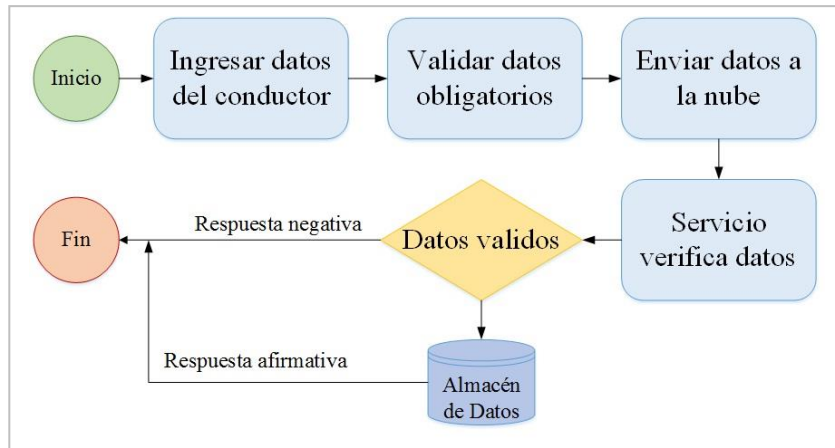 Inicio
Ingresar datos
del conductor
Validar datos
obligatorios
Enviar datos a
la nube
Servicio
verifica datos
Datos validos
Respuesta negativa
Fin
Almacén
de Datos
Respuesta afirmativa